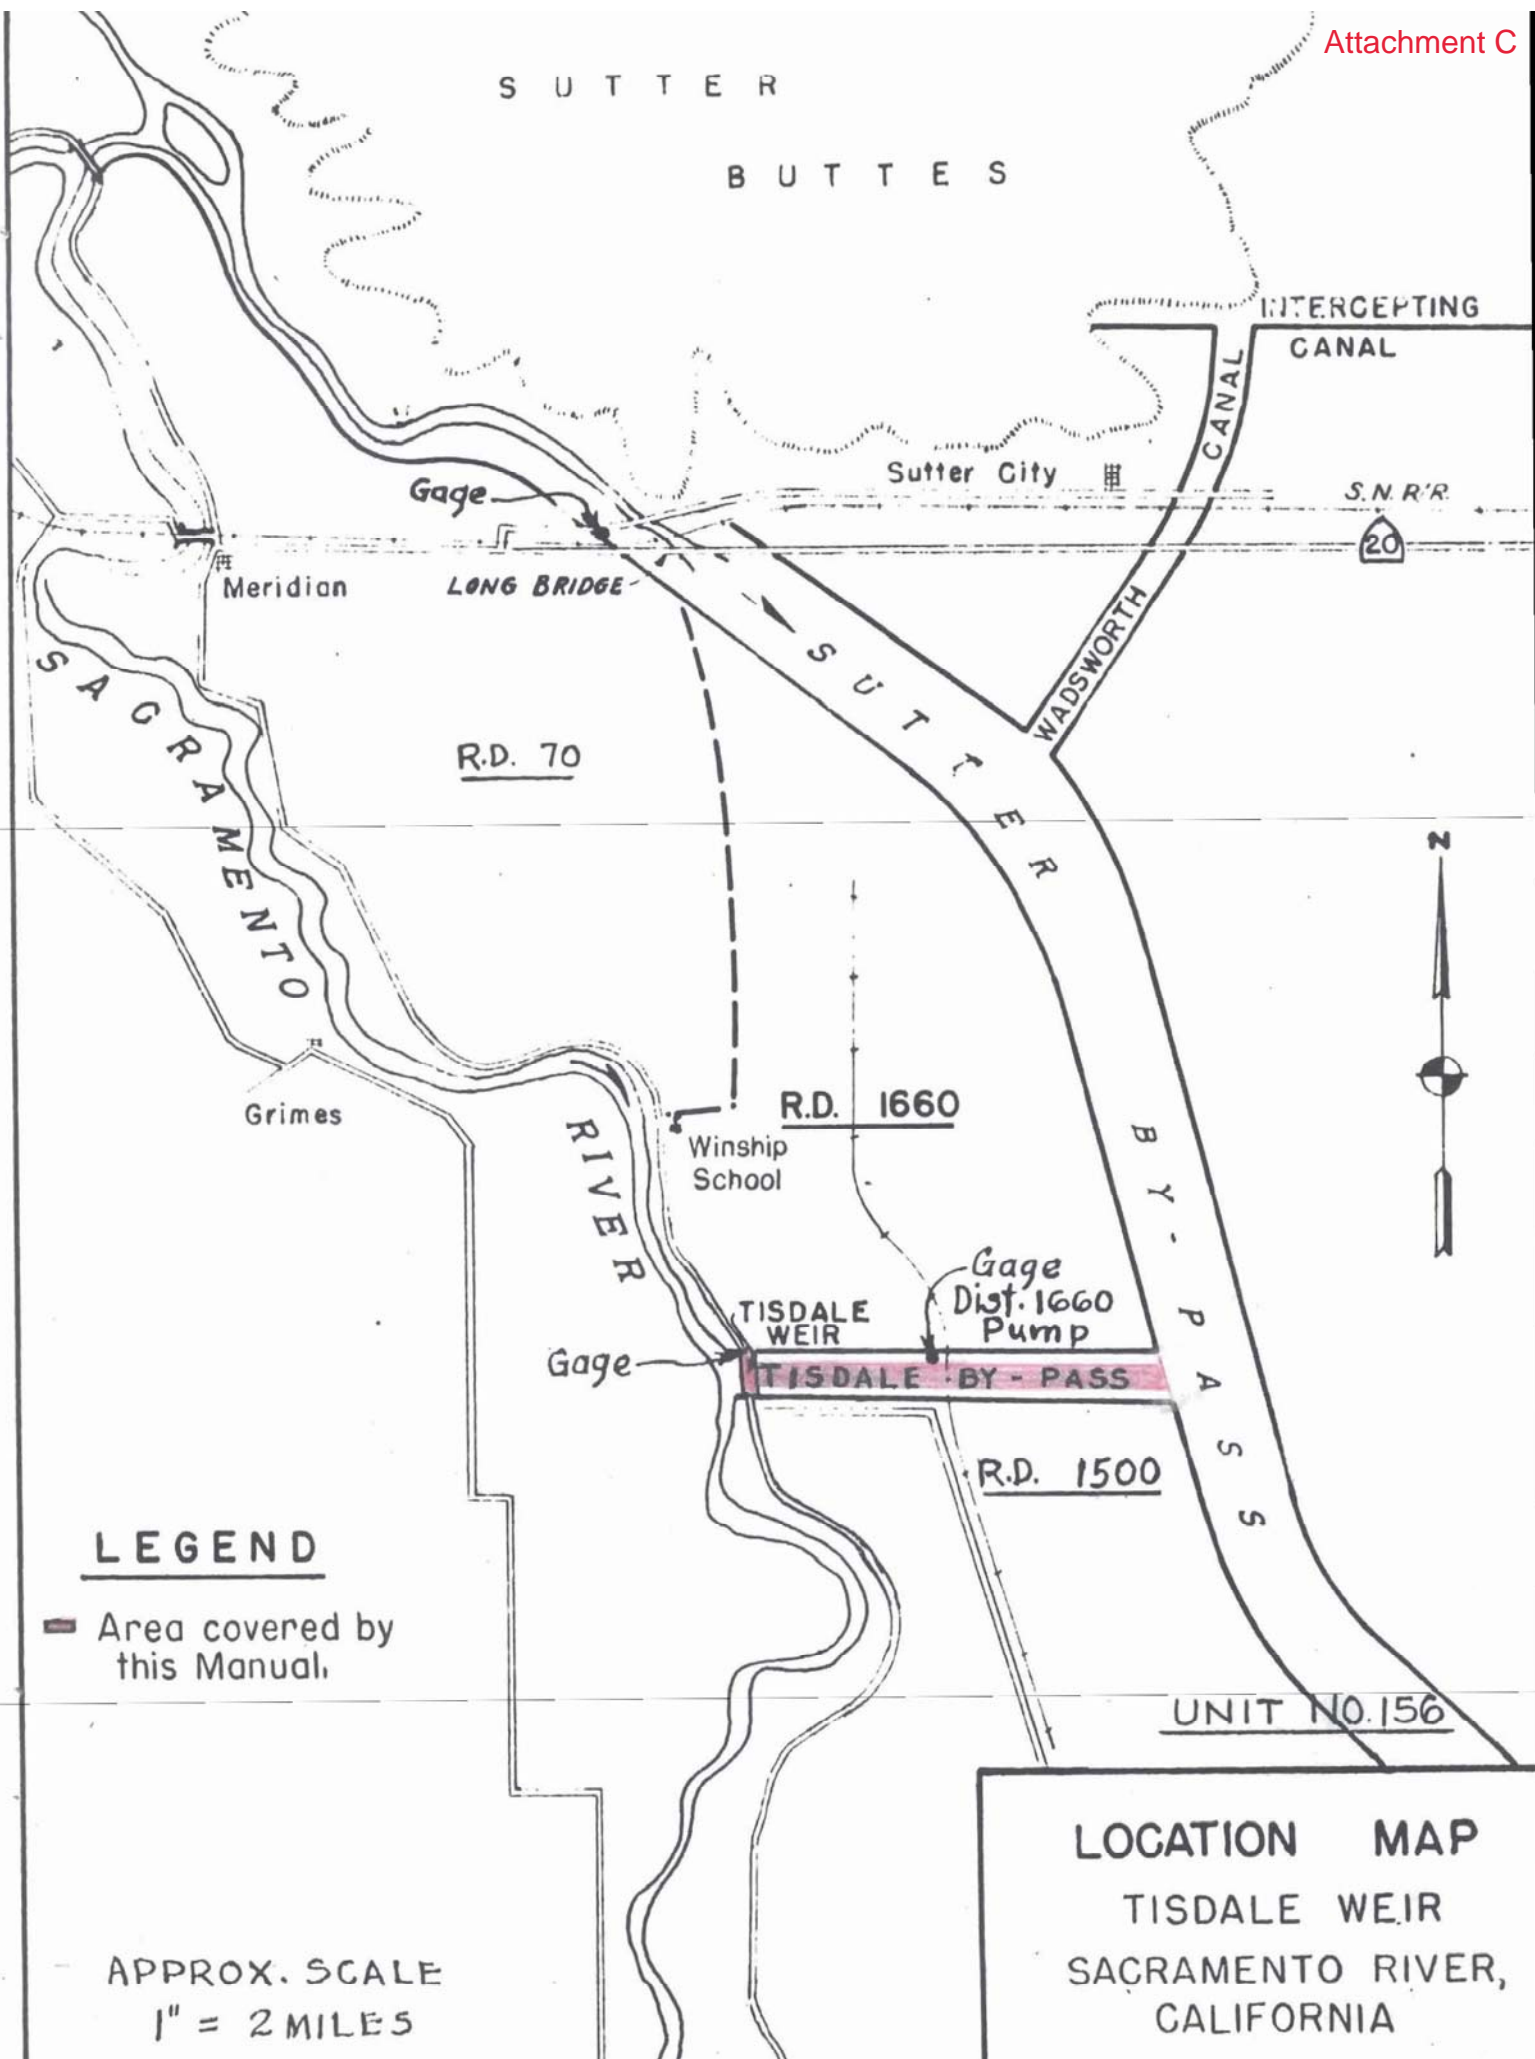 Attachment C
SUTTER
BUTTES
INTERCEPTING
CANAL
CANAL
WADSWORTH
Sutter City
S.N. R'R.
20
Gage
LONG BRIDGE
Meridian
SACRAMENTO
RIVER
SUTTER
BY-PASS
R.D. 70
N
Grimes
R.D. 1660
Winship
School
Gage
Dist. 1660
Pump
TISDALE
WEIR
Gage
TISDALE BY-PASS
R.D. 1500
LEGEND
Area covered by
this Manual.
UNIT NO. 156
LOCATION MAP
TISDALE WEIR
SACRAMENTO RIVER,
CALIFORNIA
APPROX. SCALE
1" = 2 MILES